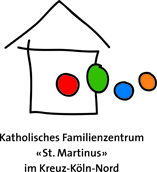 Katholisches Familienzentrum
«St. Martinus»
im Kreuz-Köln-Nord